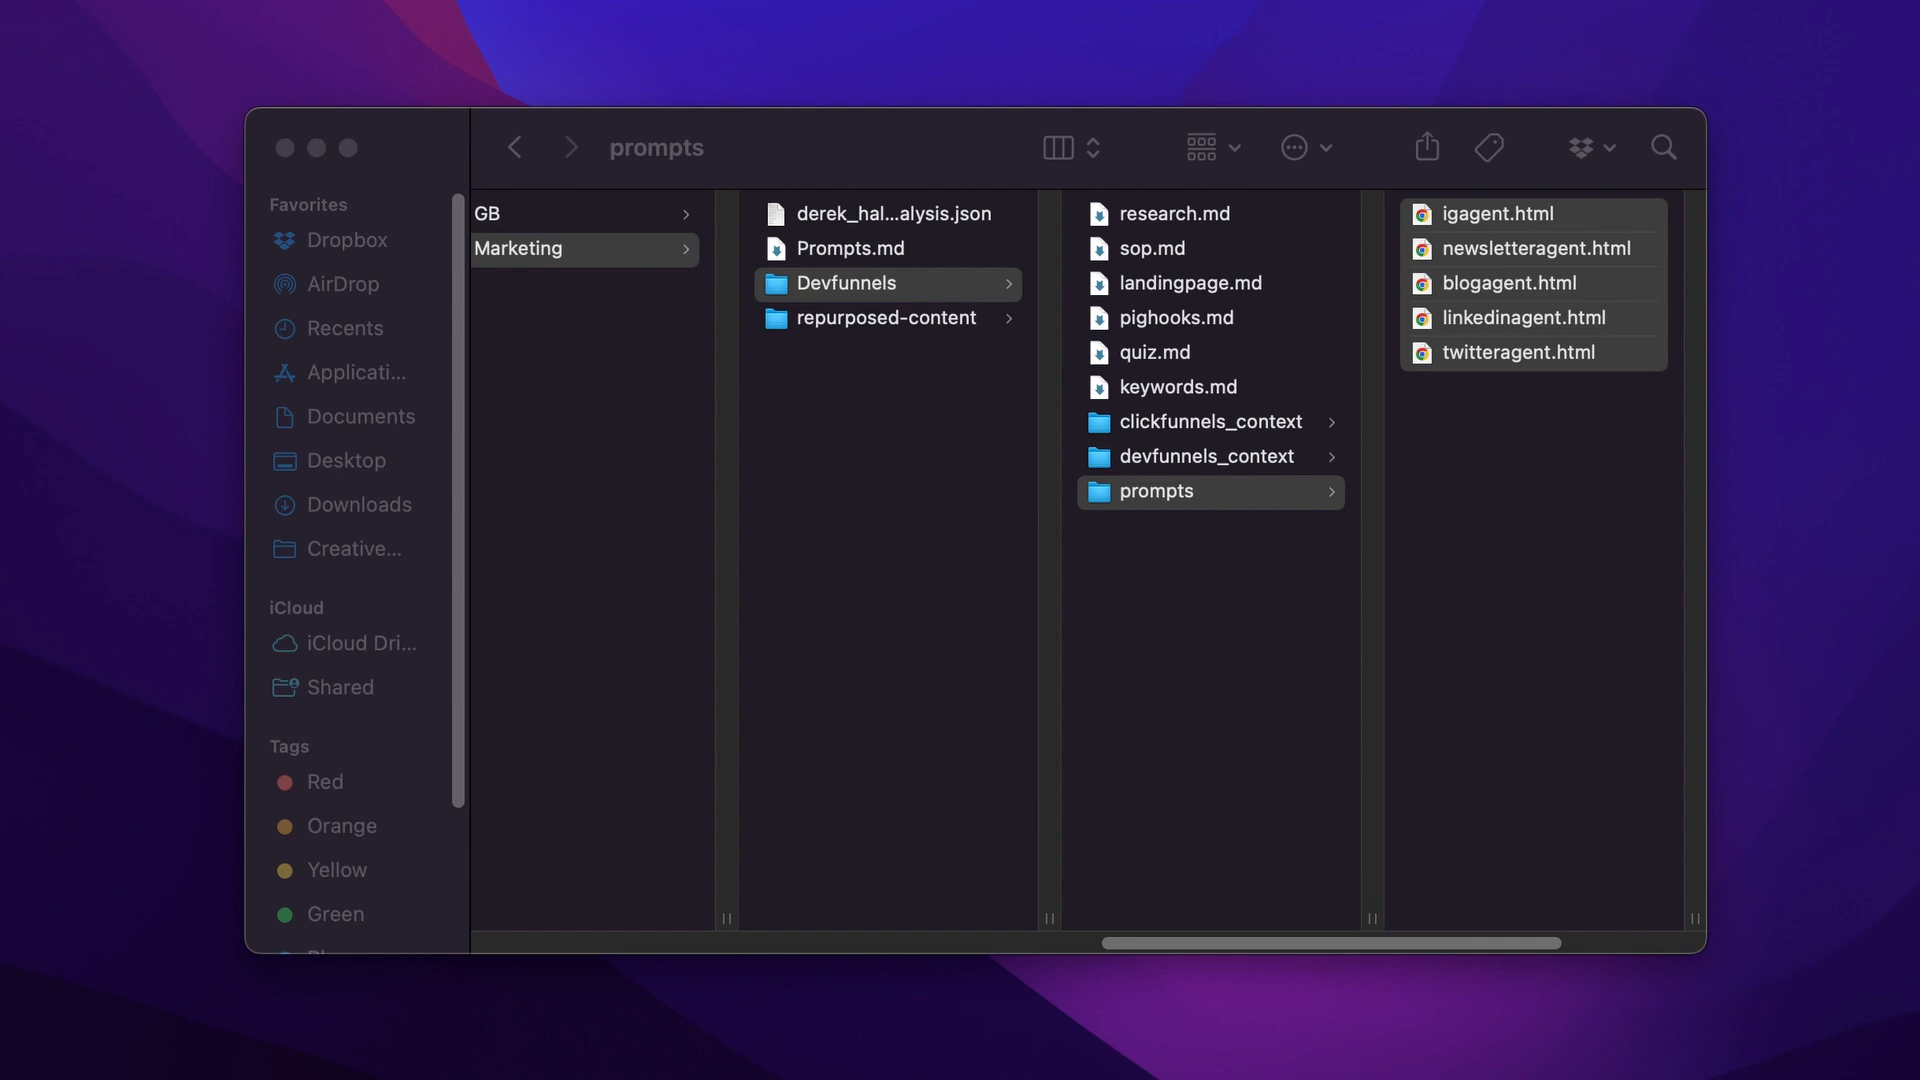 prompts
Favorites
Dropbox
AirDrop
Recents
Applicati...
Documents
Desktop
Downloads
Creative...
iCloud
iCloud Dri...
Shared
Tags
Red
Orange
Yellow
Green
GB
Marketing
derek_hal...alysis.json
Prompts.md
Devfunnels
repurposed-content
research.md
sop.md
landingpage.md
pighooks.md
quiz.md
keywords.md
clickfunnels_context
devfunnels_context
prompts
igagent.html
newsletteragent.html
blogagent.html
linkedinagent.html
twitteragent.html